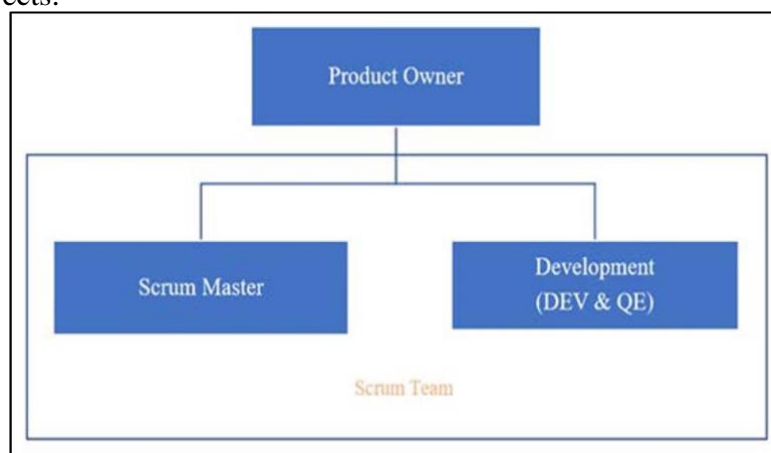 Product Owner
Scrum Master
Development
(DEV & QE)
Scrum Team